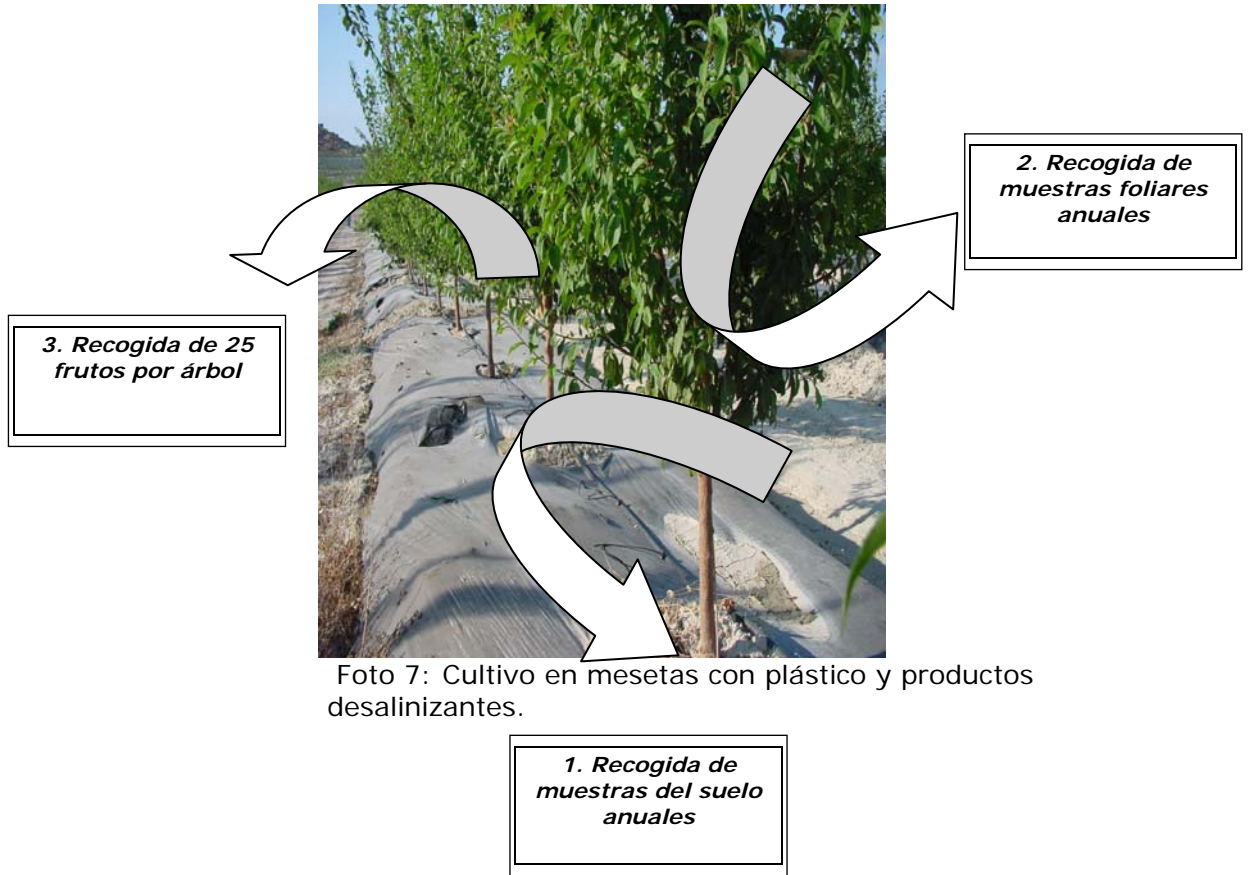 2. Recogida de
muestras foliares
anuales
3. Recogida de 25
frutos por árbol
Foto 7: Cultivo en mesetas con plástico y productos
desalinizantes.
1. Recogida de
muestras del suelo
anuales